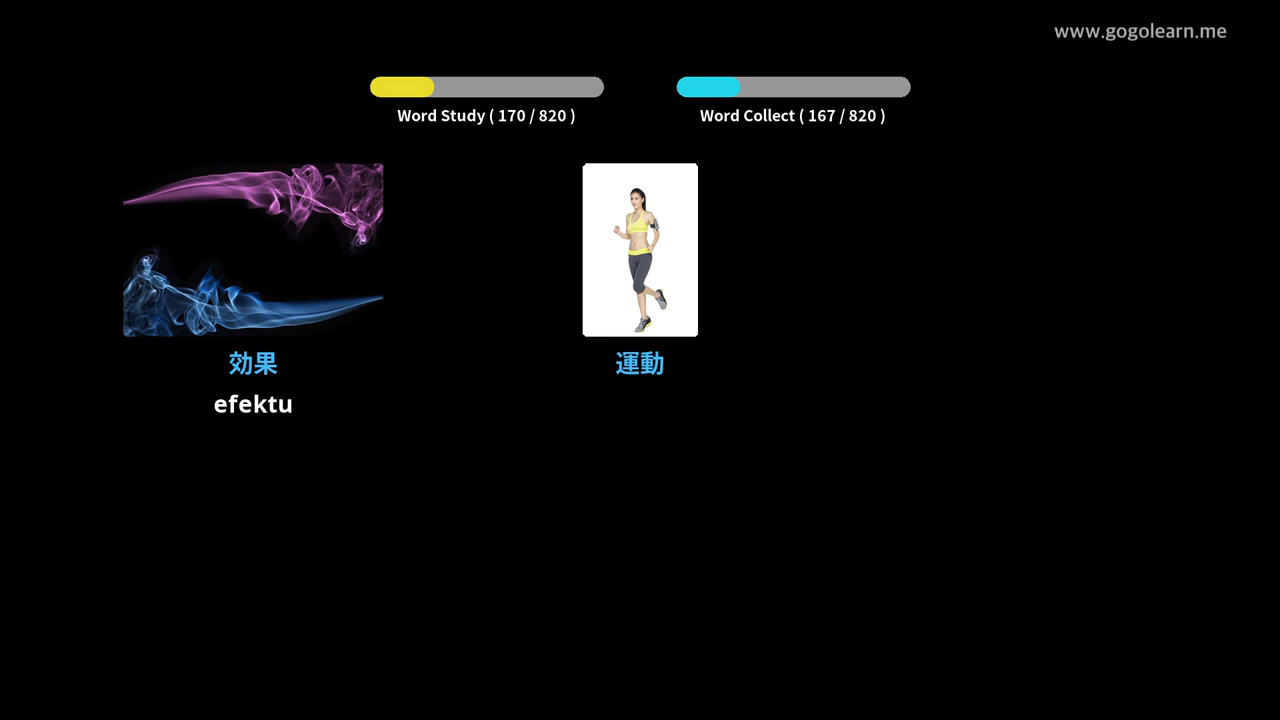 www.gogolearn.me
Word Study ( 170 / 820 )
Word Collect ( 167 / 820 )
効果
運動
efektu